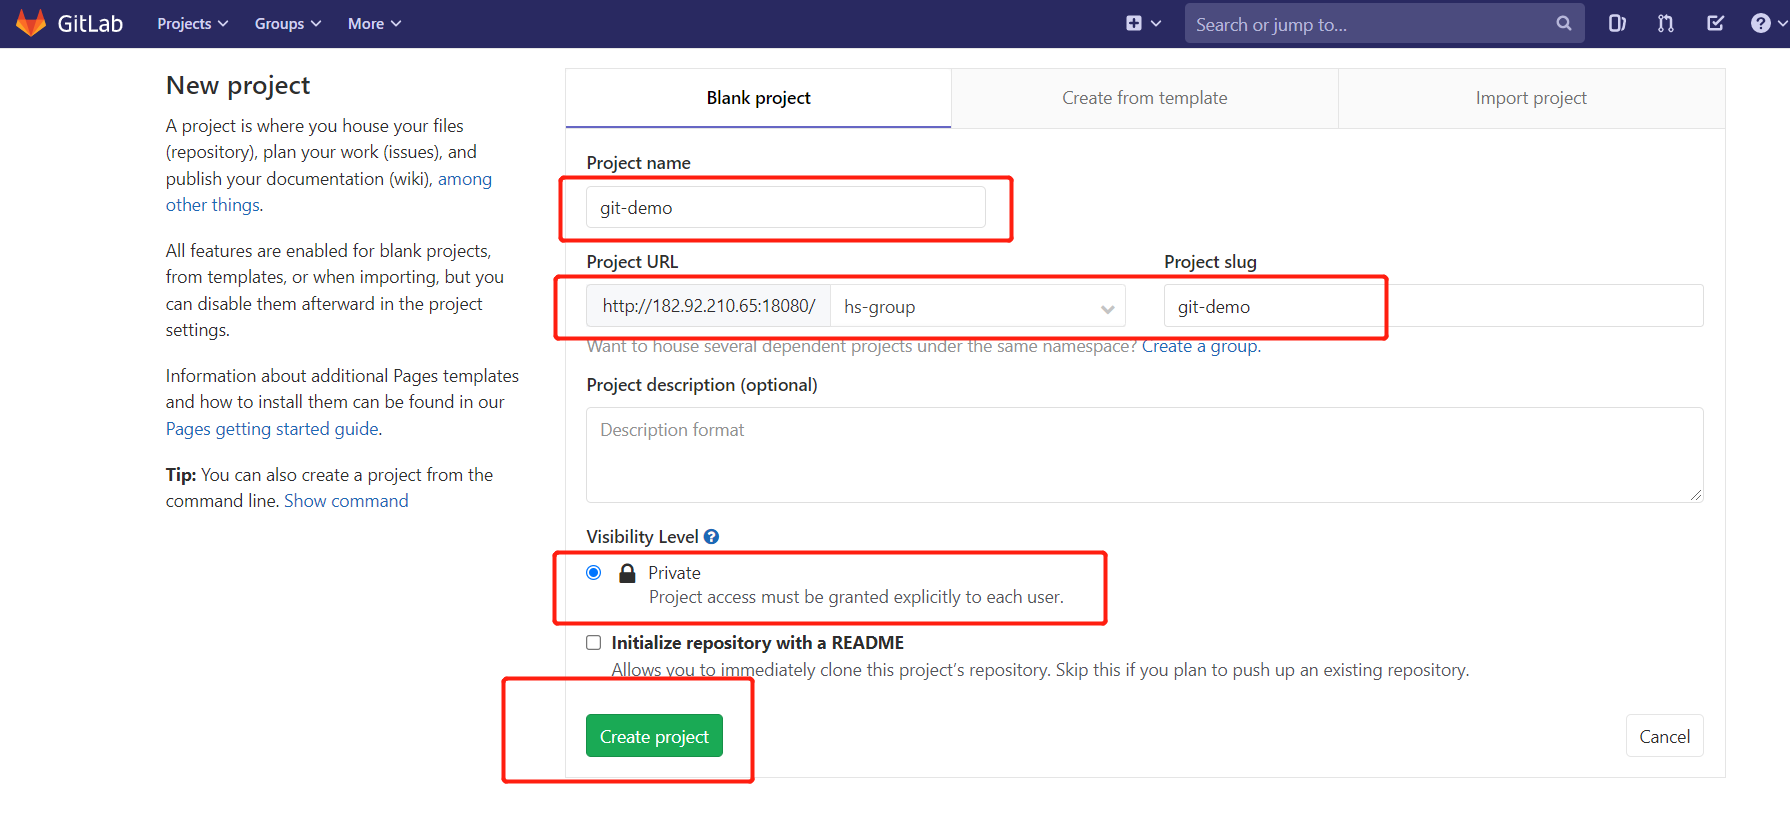 GitLab Projects Groups More Search or jump to...
New project
A project is where you house your files
(repository), plan your work (issues), and
publish your documentation (wiki), among
other things.
All features are enabled for blank projects,
from templates, or when importing, but you
can disable them afterward in the project
settings.
Information about additional Pages templates
and how to install them can be found in our
Pages getting started guide.
Tip: You can also create a project from the
command line. Show command
Blank project Create from template Import project
Project name
git-demo
Project URL Project slug
http://182.92.210.65:18080/ hs-group git-demo
Want to house several dependent projects under the same namespace? Create a group.
Project description (optional)
Description format
Visibility Level ?
Private
Project access must be granted explicitly to each user.
Initialize repository with a README
Allows you to immediately clone this project’s repository. Skip this if you plan to push up an existing repository.
Create project Cancel